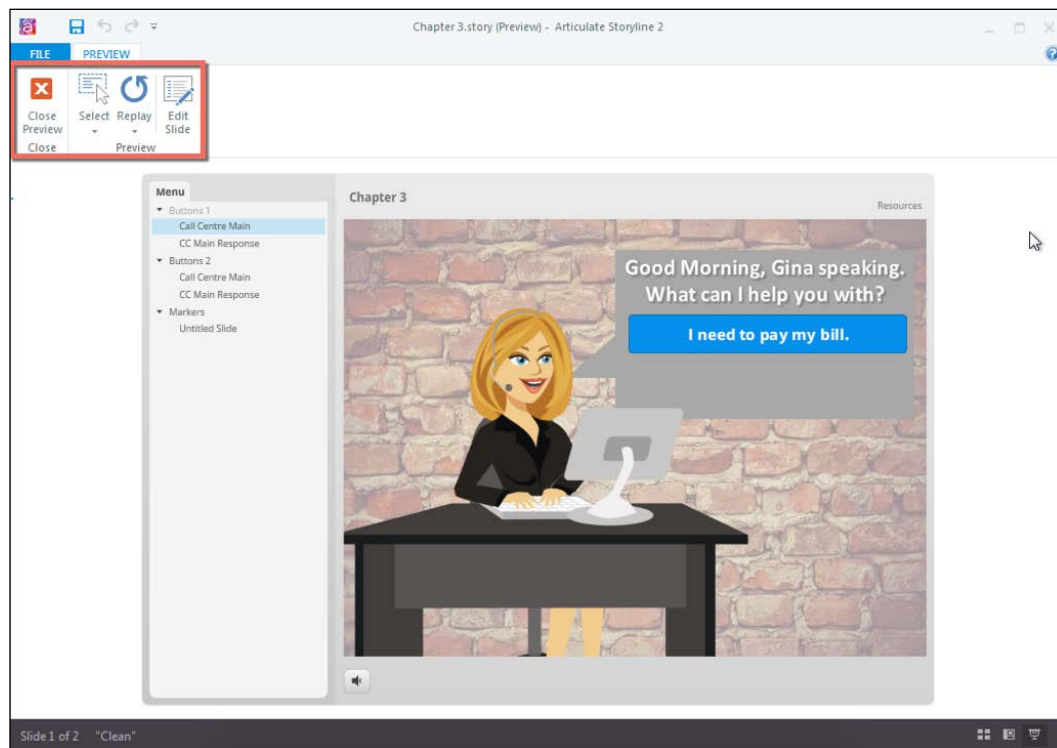 Chapter 3.story (Preview) - Articulate Storyline 2
FILE PREVIEW
Close Preview
Select
Replay
Edit Slide
Close
Preview
Menu
Buttons 1
Call Centre Main
CC Main Response
Buttons 2
Call Centre Main
CC Main Response
Markers
Untitled Slide
Chapter 3
Resources
Good Morning, Gina speaking.
What can I help you with?
I need to pay my bill.
Slide 1 of 2 "Clean"